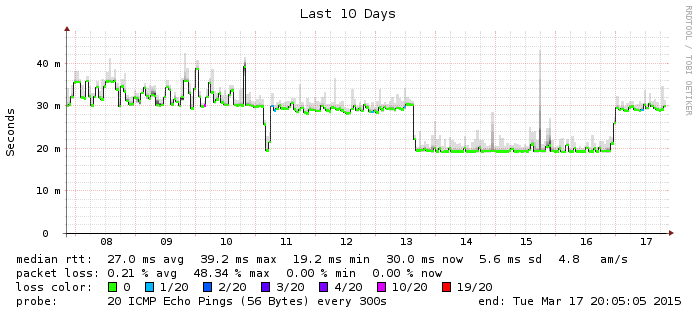 Last 10 Days
RRDTOOL / TOBI OETIKER
Seconds
40 m
30 m
20 m
10 m
0
08 09 10 11 12 13 14 15 16 17
median rtt: 27.0 ms avg 39.2 ms max 19.2 ms min 30.0 ms now 5.6 ms sd 4.8 am/s
packet loss: 0.21 % avg 48.34 % max 0.00 % min 0.00 % now
loss color: 0 1/20 2/20 3/20 4/20 10/20 19/20
probe: 20 ICMP Echo Pings (56 Bytes) every 300s end: Tue Mar 17 20:05:05 2015